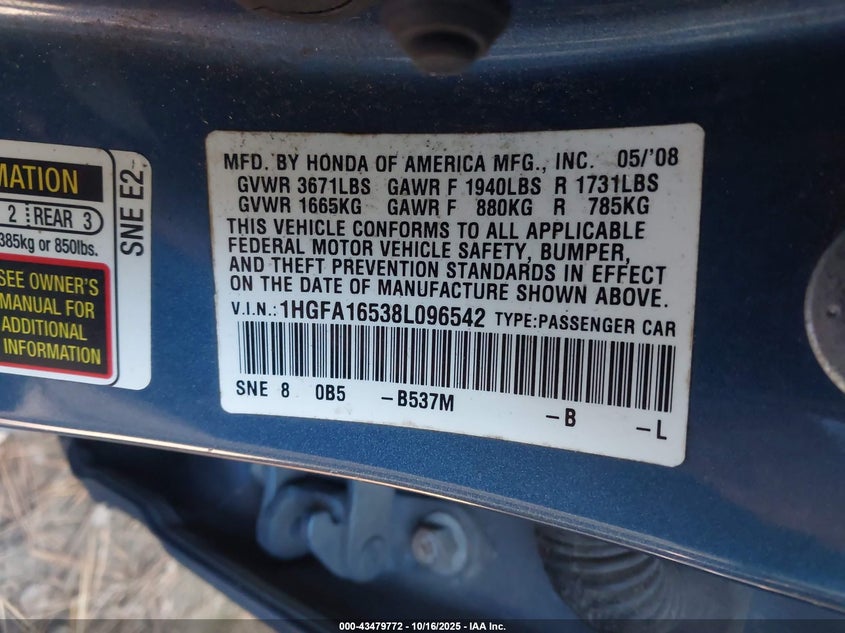 MATION
2 REAR 3
385kg or 850lbs.
SEE OWNER'S
MANUAL FOR
ADDITIONAL
INFORMATION
SNE E2-
MFD. BY HONDA OF AMERICA MFG., INC. 05/'08
GVWR 3671LBS GAWR F 1940LBS R 1731LBS
GVWR 1665KG GAWR F 880KG R 785KG
THIS VEHICLE CONFORMS TO ALL APPLICABLE
FEDERAL MOTOR VEHICLE SAFETY, BUMPER,
AND THEFT PREVENTION STANDARDS IN EFFECT
ON THE DATE OF MANUFACTURE SHOWN ABOVE.
V.I.N.: 1HGFA16538L096542 TYPE:PASSENGER CAR
SNE 8 0B5 -B537M -B -L
000-43479772 | 10/16/2025 - IAA Inc.